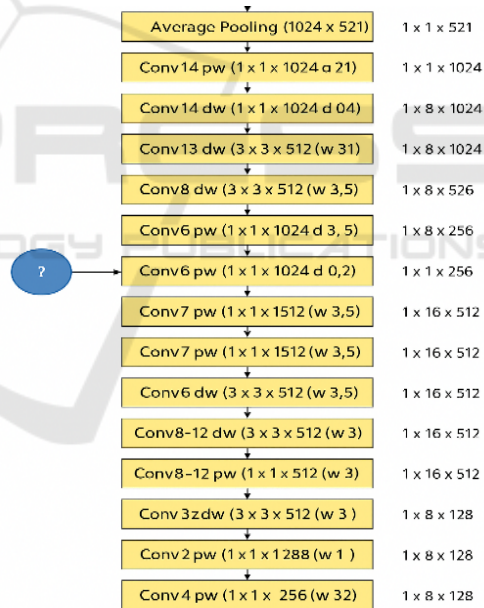 Average Pooling (1024 x 521) 1 x 1 x 521
Conv14 pw (1 x 1 x 1024 a 21) 1 x 1 x 1024
Conv14 dw (1 x 1 x 1024 d 04) 1 x 8 x 1024
Conv13 dw (3 x 3 x 512 (w 31) 1 x 8 x 1024
Conv8 dw (3 x 3 x 512 (w 3,5) 1 x 8 x 526
Conv6 pw (1 x 1 x 1024 d 3, 5) 1 x 8 x 256
? Conv6 pw (1 x 1 x 1024 d 0,2) 1 x 1 x 256
Conv7 pw (1 x 1 x 1512 (w 3,5) 1 x 16 x 512
Conv7 pw (1 x 1 x 1512 (w 3,5) 1 x 16 x 512
Conv6 dw (3 x 3 x 512 (w 3,5) 1 x 16 x 512
Conv8-12 dw (3 x 3 x 512 (w 3) 1 x 16 x 512
Conv8-12 pw (1 x 1 x 512 (w 3) 1 x 16 x 512
Conv 3zdw (3 x 3 x 512 (w 3 ) 1 x 8 x 128
Conv 2 pw (1 x 1 x 1288 (w 1 ) 1 x 8 x 128
Conv 4 pw (1 x 1 x 256 (w 32) 1 x 8 x 128